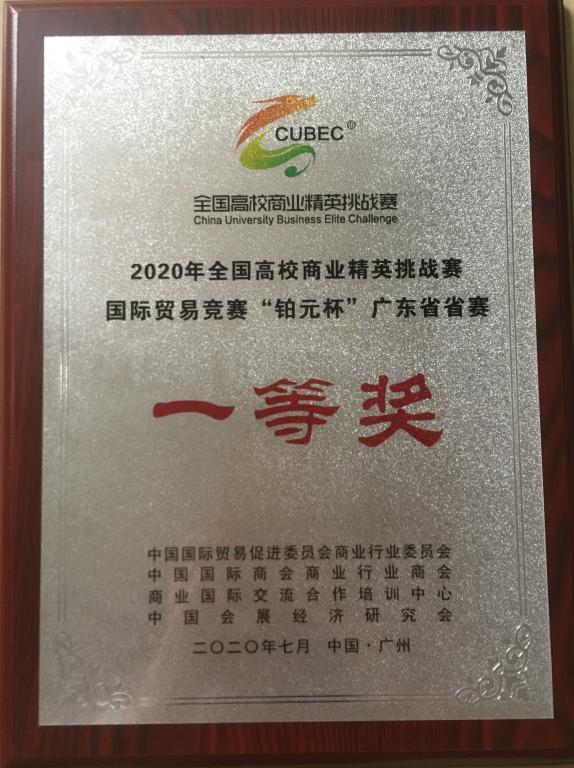 CUBEC®
全国高校商业精英挑战赛
China University Business Elite Challenge
2020年全国高校商业精英挑战赛
国际贸易竞赛“铂元杯”广东省省赛
一等奖
中国国际贸易促进委员会商业行业委员会
中国国际商会商业行业商会
商业国际交流合作培训中心
中国会展经济研究会
二〇二〇年七月 中国·广州